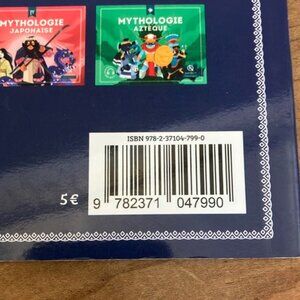 MYTHOLOGIE
JAPONAISE
MYTHOLOGIE
AZTÈQUE
ISBN 978-2-37104-799-0
5 €
9 782371 047990